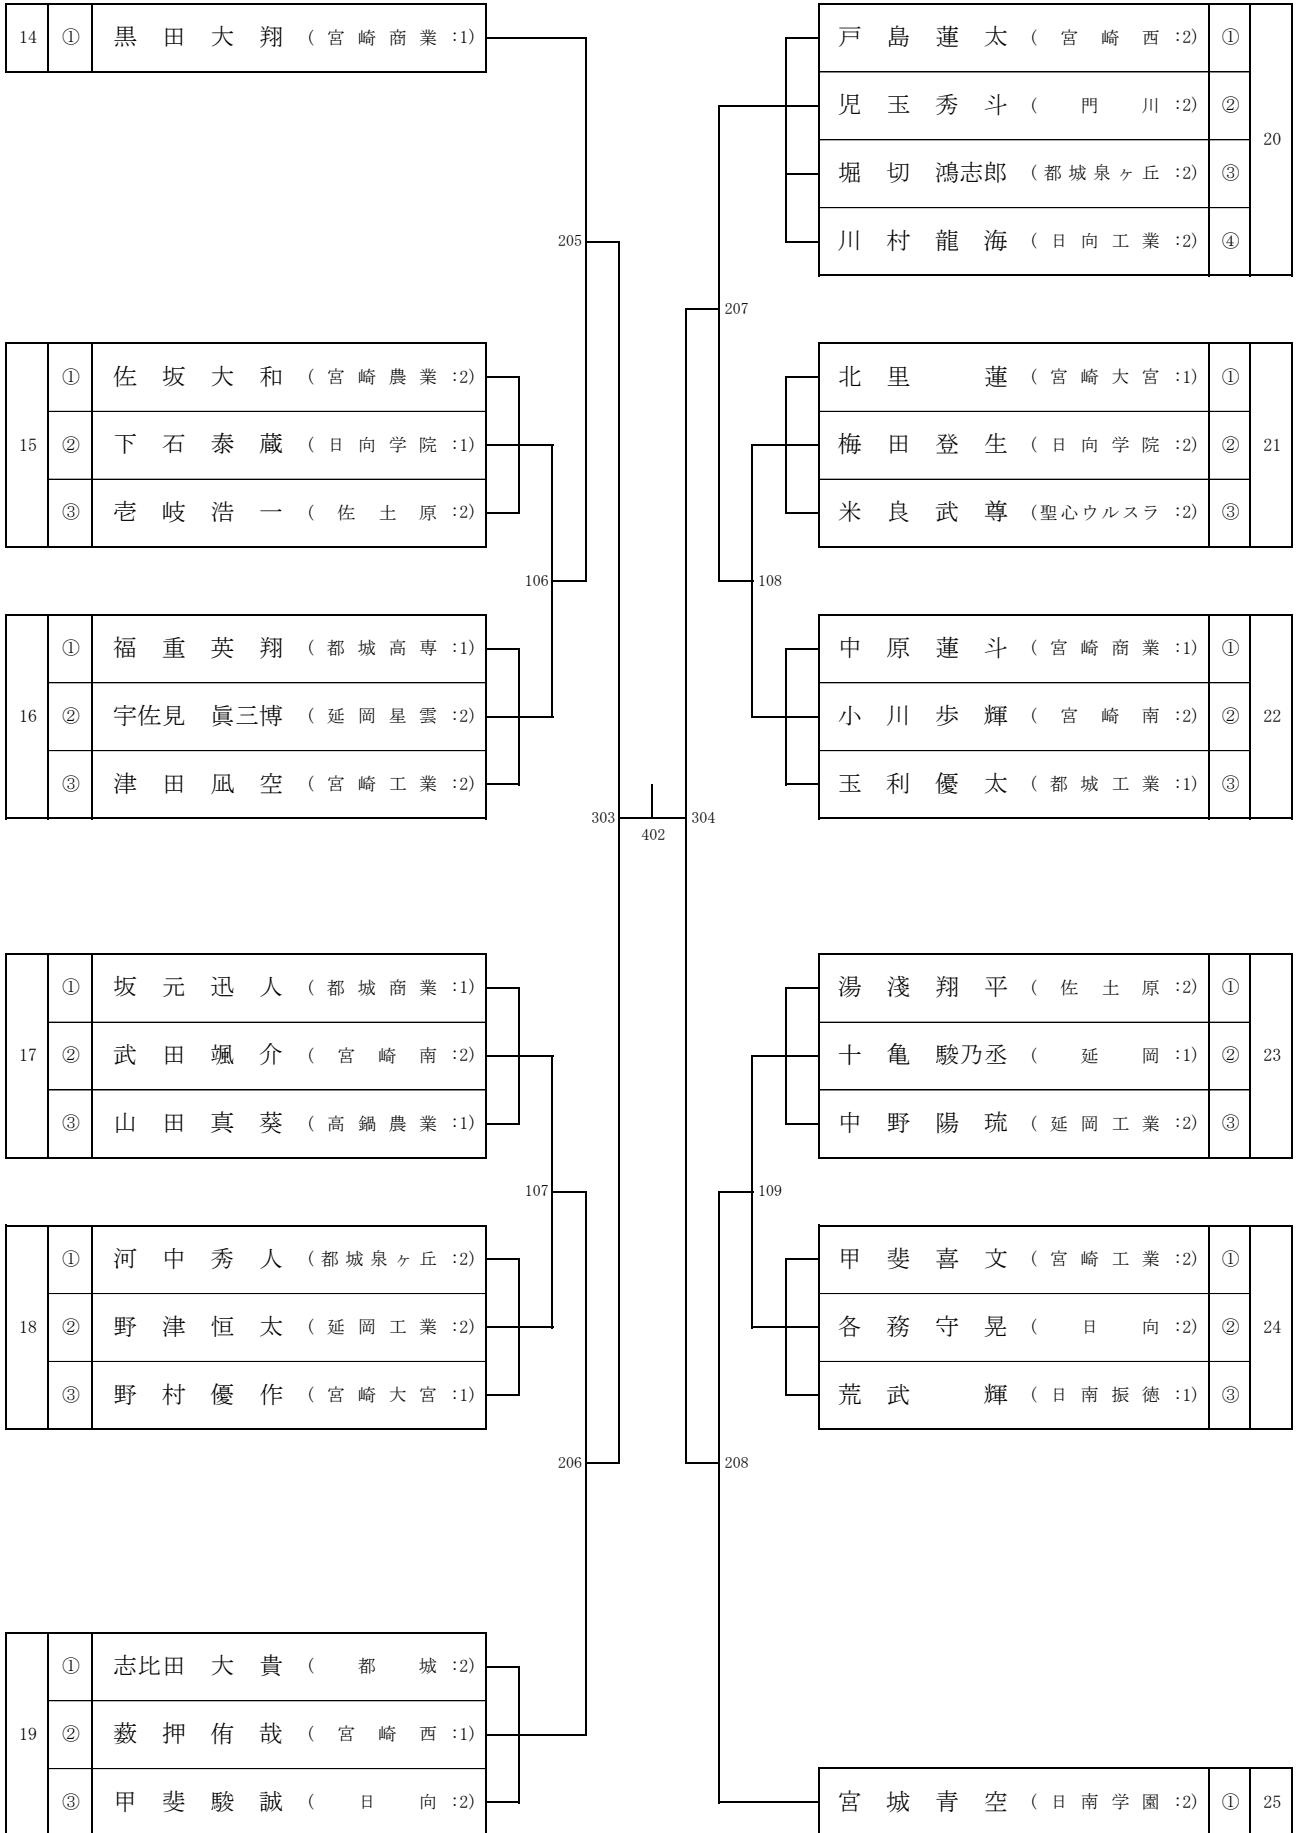 14 ① 黒田大翔 (宮崎商業:1)
205
15
① 佐坂大和 (宮崎農業:2)
② 下石泰蔵 (日向学院:1)
③ 壱岐浩一 (佐土原:2)
106
16
① 福重英翔 (都城高専:1)
② 宇佐見眞三博 (延岡星雲:2)
③ 津田凪空 (宮崎工業:2)
303
17
① 坂元迅人 (都城商業:1)
② 武田颯介 (宮崎南:2)
③ 山田真葵 (高鍋農業:1)
107
18
① 河中秀人 (都城泉ヶ丘:2)
② 野津恒太 (延岡工業:2)
③ 野村優作 (宮崎大宮:1)
206
19
① 志比田大貴 (都城:2)
② 薮押侑哉 (宮崎西:1)
③ 甲斐駿誠 (日向:2)
402
戸島蓮太 (宮崎西:2) ①
児玉秀斗 (門川:2) ②
堀切鴻志郎 (都城泉ヶ丘:2) ③
川村龍海 (日向工業:2) ④
20
207
北里蓮 (宮崎大宮:1) ①
梅田登生 (日向学院:2) ②
米良武尊 (聖心ウルスラ:2) ③
21
108
中原蓮斗 (宮崎商業:1) ①
小川歩輝 (宮崎南:2) ②
玉利優太 (都城工業:1) ③
22
304
湯淺翔平 (佐土原:2) ①
十亀駿乃丞 (延岡:1) ②
中野陽琉 (延岡工業:2) ③
23
109
甲斐喜文 (宮崎工業:2) ①
各務守晃 (日向:2) ②
荒武輝 (日南振徳:1) ③
24
208
宮城青空 (日南学園:2) ① 25